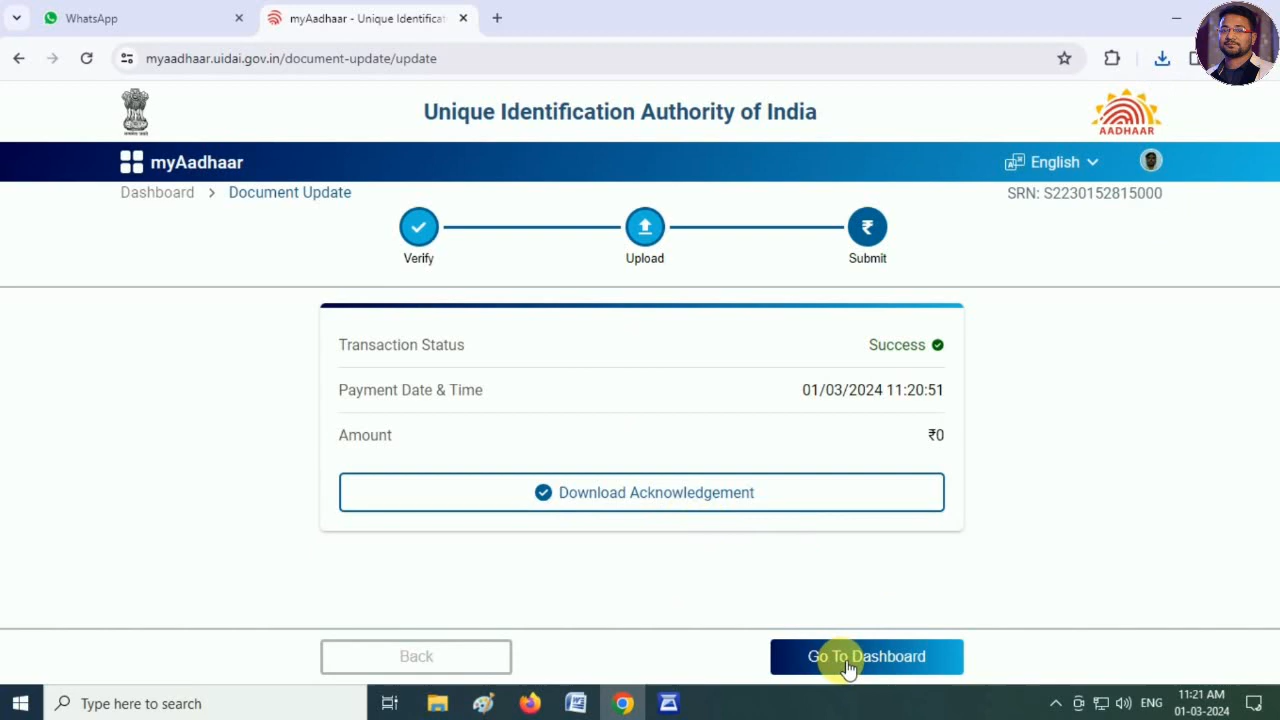 WhatsApp
myAadhaar - Unique Identificat
myaadhaar.uidai.gov.in/document-update/update
Unique Identification Authority of India
AADHAAR
myAadhaar
English
Dashboard > Document Update
SRN: S2230152815000
Verify
Upload
₹
Submit
Transaction Status Success
Payment Date & Time 01/03/2024 11:20:51
Amount ₹0
Download Acknowledgement
Back
Go To Dashboard
Type here to search
ENG
11:21 AM
01-03-2024